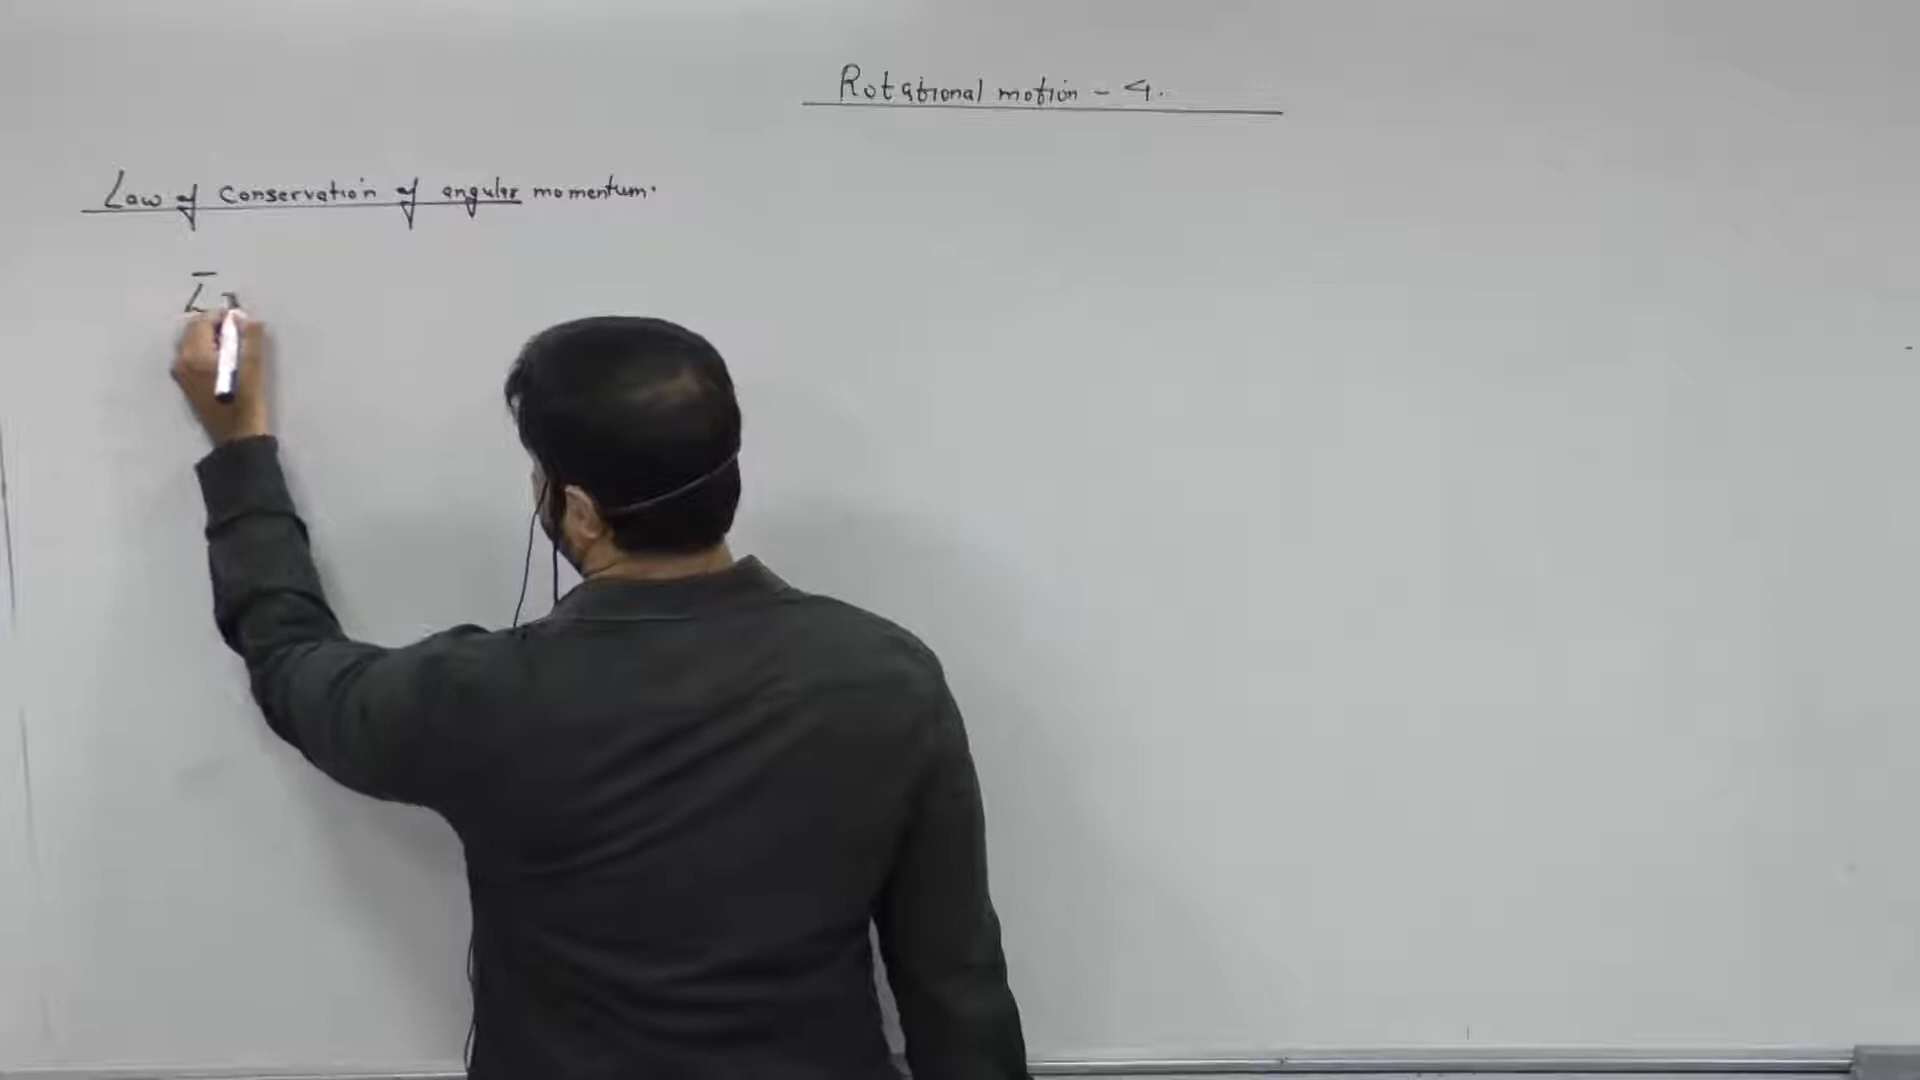 Rotational motion - 4.
Law of Conservation of angular momentum.
L̅ =